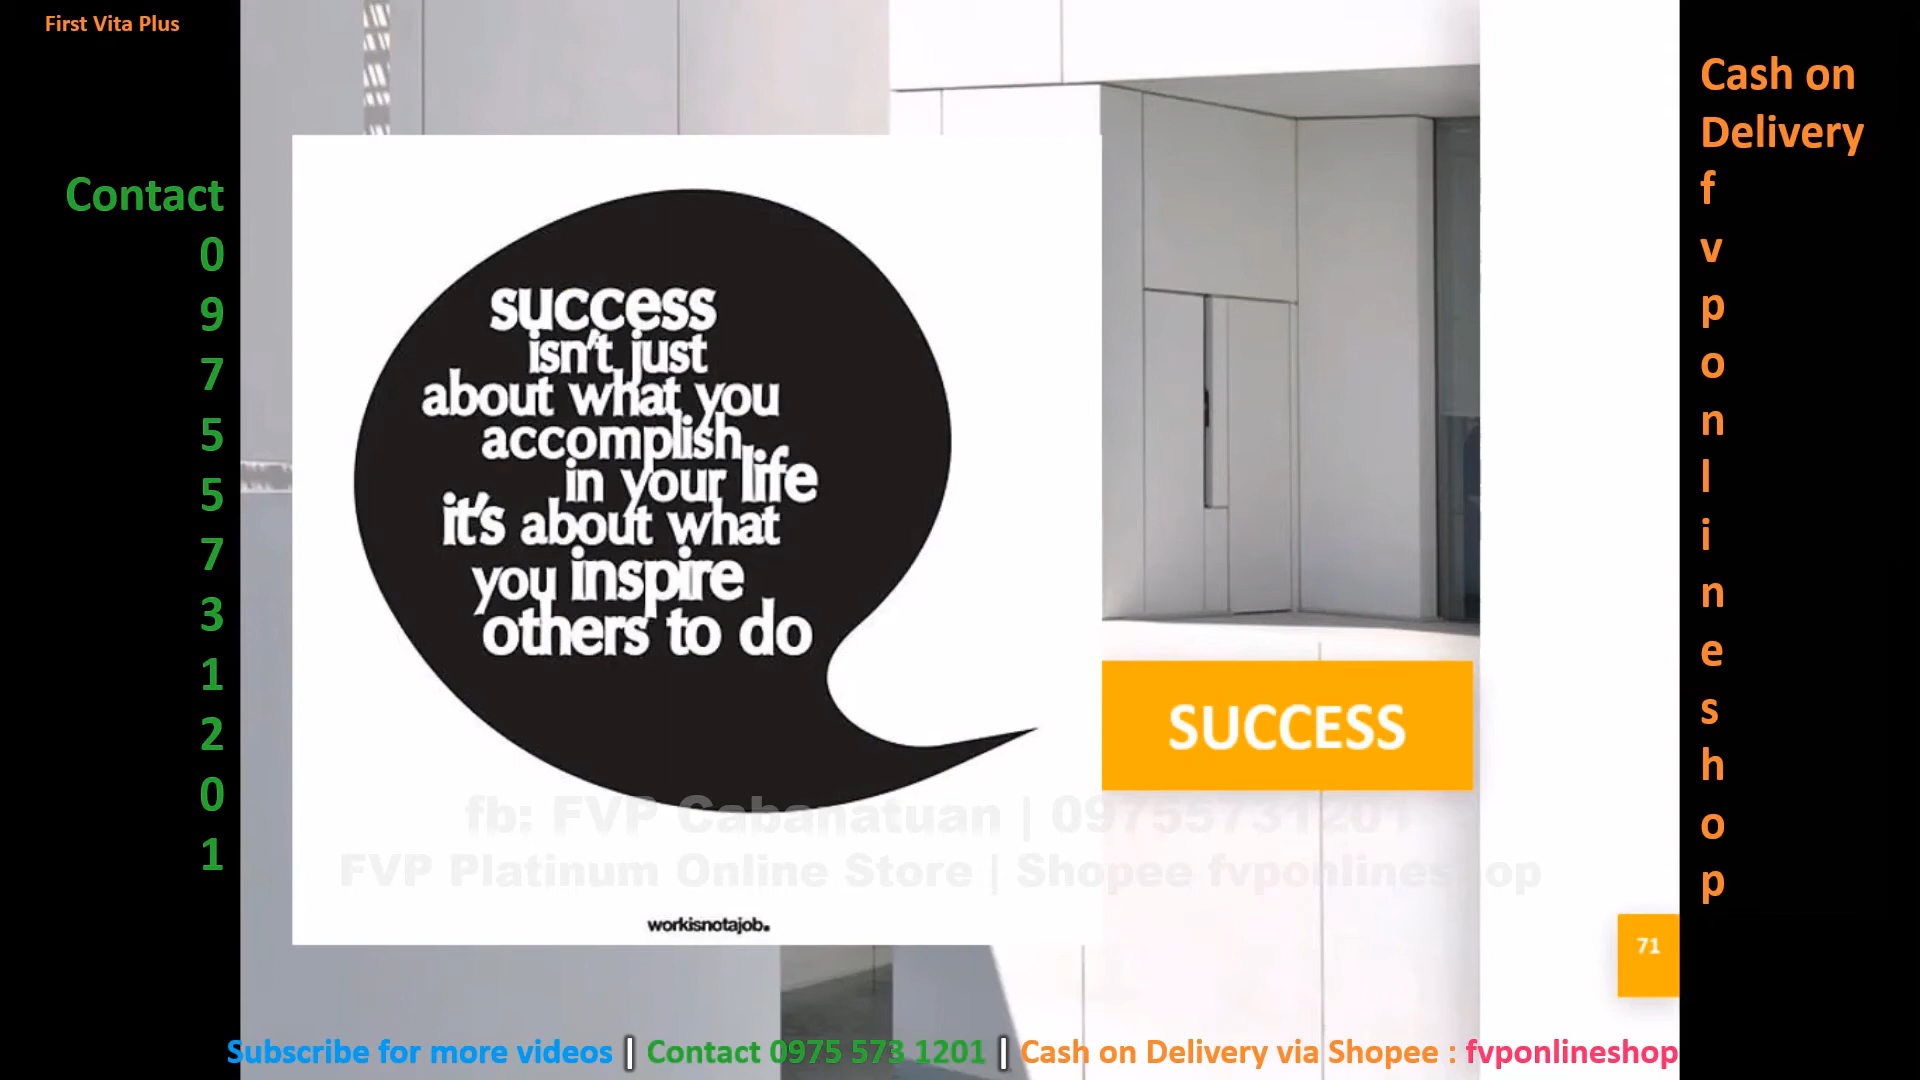 First Vita Plus
Contact
0
9
7
5
5
7
3
1
2
0
1
success
isn't just
about what you
accomplish
in your life
it's about what
you inspire
others to do
workisnotajob.
SUCCESS
fb: FVP Cabanatuan | 09755731201
FVP Platinum Online Store | Shopee fvponlineshop
71
Cash on
Delivery
f
v
p
o
n
l
i
n
e
s
h
o
p
Subscribe for more videos | Contact 0975 573 1201 | Cash on Delivery via Shopee : fvponlineshop